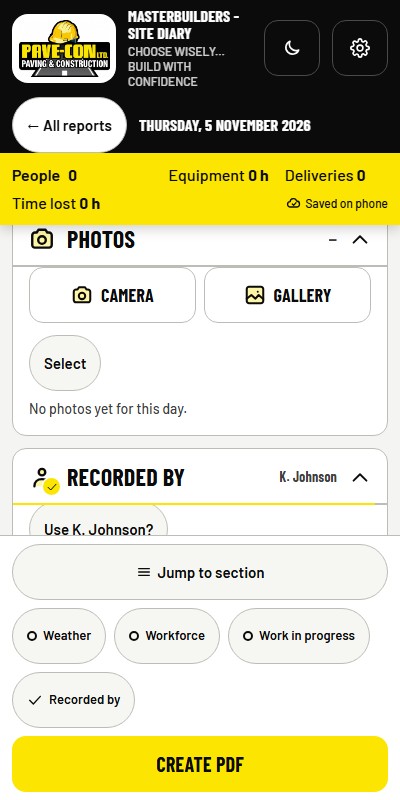 PAVE-CON LTD.
PAVING & CONSTRUCTION
MASTERBUILDERS -
SITE DIARY
CHOOSE WISELY...
BUILD WITH
CONFIDENCE
← All reports
THURSDAY, 5 NOVEMBER 2026
People 0
Equipment 0 h
Deliveries 0
Time lost 0 h
Saved on phone
PHOTOS
–
CAMERA
GALLERY
Select
No photos yet for this day.
RECORDED BY
K. Johnson
Use K. Johnson?
Jump to section
Weather
Workforce
Work in progress
Recorded by
CREATE PDF